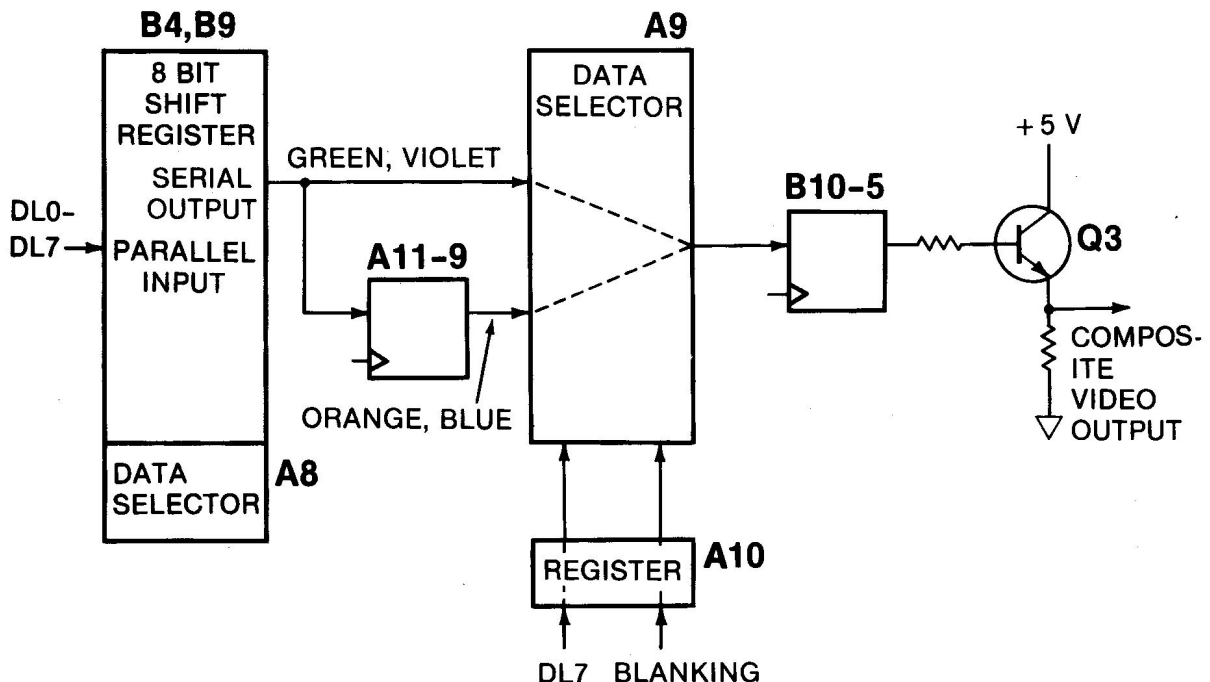 B4, B9
8 BIT
SHIFT
REGISTER
SERIAL
OUTPUT
DL0-
DL7
PARALLEL
INPUT
DATA
SELECTOR
A8
GREEN, VIOLET
A11-9
ORANGE, BLUE
A9
DATA
SELECTOR
REGISTER
A10
DL7 BLANKING
B10-5
+5 V
Q3
COMPOS-
ITE
VIDEO
OUTPUT